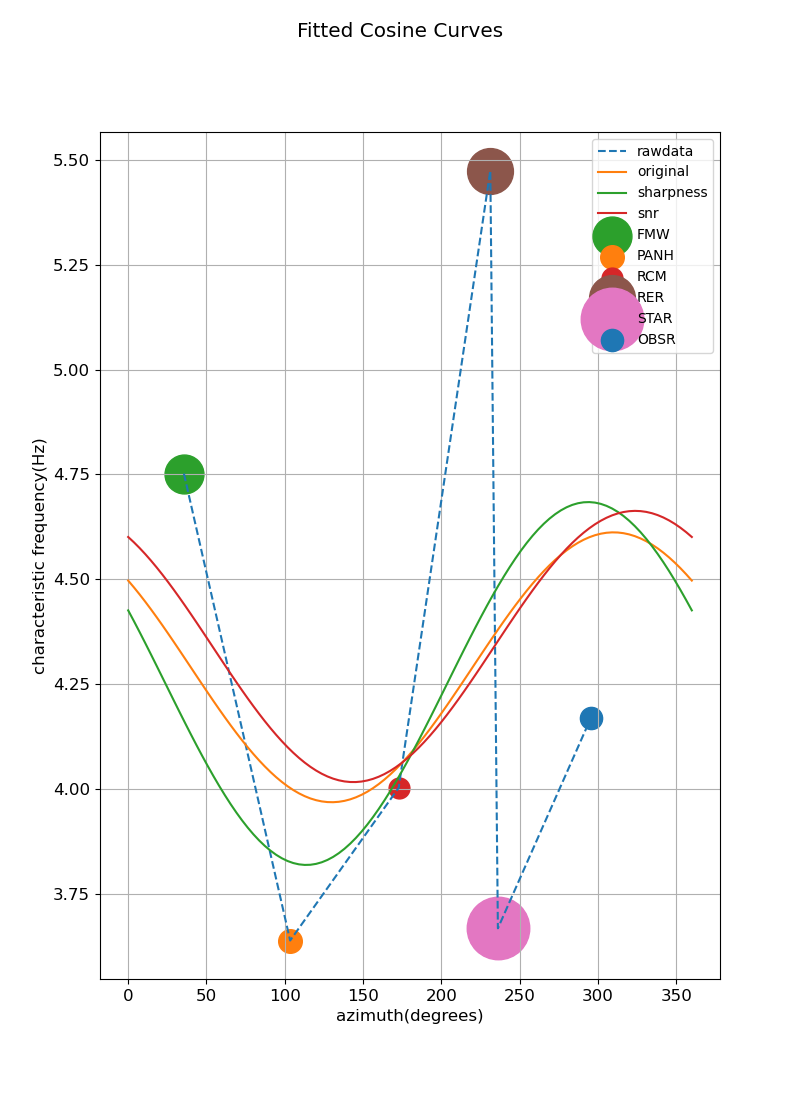 Fitted Cosine Curves
5.50
5.25
5.00
4.75
4.50
4.25
4.00
3.75
characteristic frequency(Hz)
rawdata
original
sharpness
snr
FMW
PANH
RCM
RER
STAR
OBSR
0 50 100 150 200 250 300 350
azimuth(degrees)